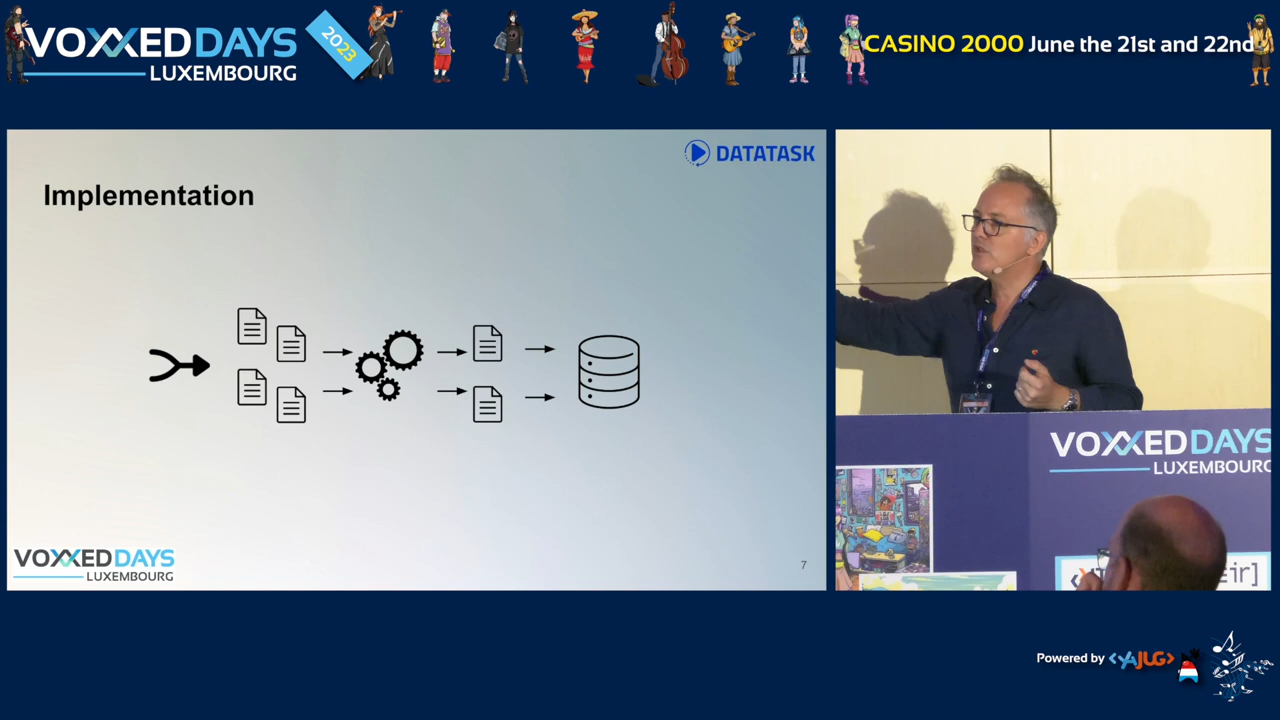 VOXXED DAYS
LUXEMBOURG
2023
CASINO 2000 June the 21st and 22nd
DATATASK
Implementation
VOXXED DAYS
LUXEMBOURG
7
VOXXED DAYS
LUXEMBOURG
Powered by <YAJUG>